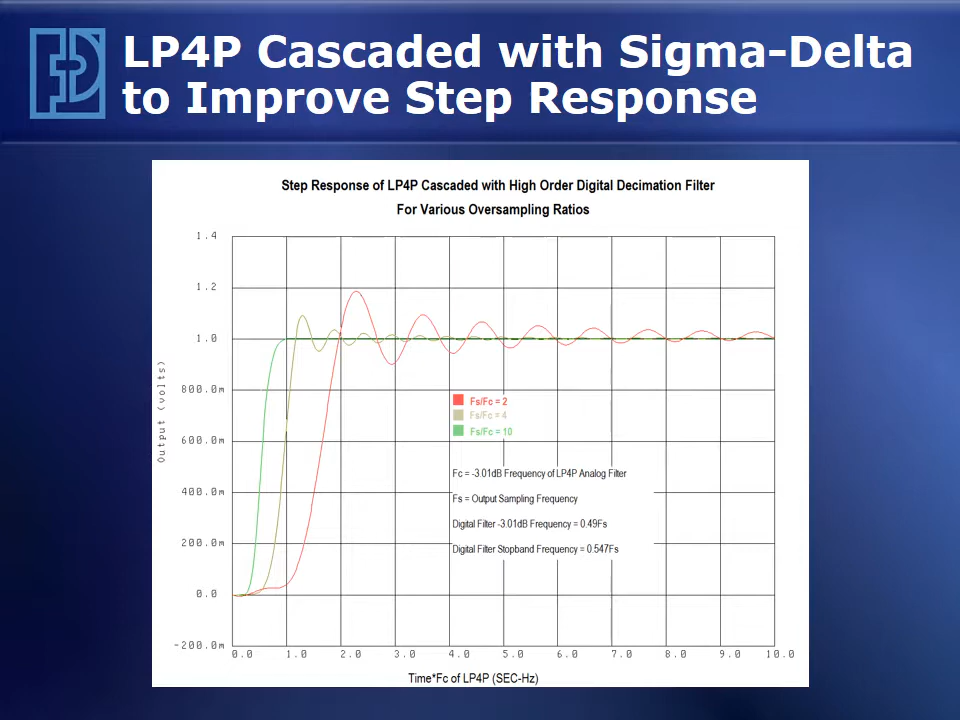 LP4P Cascaded with Sigma-Delta
to Improve Step Response
Step Response of LP4P Cascaded with High Order Digital Decimation Filter
For Various Oversampling Ratios
1.4
1.2
1.0
800.0m
600.0m
400.0m
200.0m
0.0
-200.0m
Output (volts)
Fs/Fc = 2
Fs/Fc = 4
Fs/Fc = 10
Fc = -3.01dB Frequency of LP4P Analog Filter
Fs = Output Sampling Frequency
Digital Filter -3.01dB Frequency = 0.49Fs
Digital Filter Stopband Frequency = 0.547Fs
0.0 1.0 2.0 3.0 4.0 5.0 6.0 7.0 8.0 9.0 10.0
Time*Fc of LP4P (SEC-Hz)